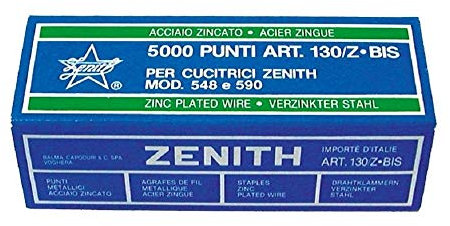 ACCIAIO ZINCATO • ACIER ZINGUE
Zenith
®
5000 PUNTI ART. 130/Z•BIS
PER CUCITRICI ZENITH
MOD. 548 e 590
ZINC PLATED WIRE • VERZINKTER STAHL
BALMA, CAPODURI & C. SPA
VOGHERA
ZENITH
IMPORTÉ D'ITALIE
ART. 130/Z•BIS
PUNTI
METALLICI
ACCIAIO ZINCATO
AGRAFES DE FIL
METALLIQUE
ACIER ZINGUE
STAPLES
ZINC
PLATED WIRE
DRAHTKLAMMERN
VERZINKTER
STAHL